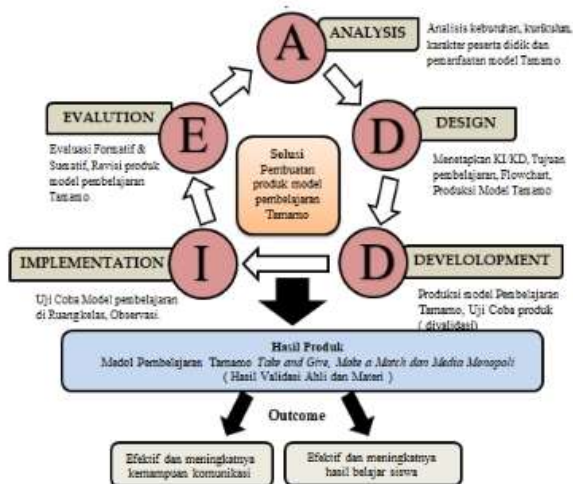 A
ANALYSIS
Analisis kebutuhan, kurikulum,
karakter peserta didik dan
pemanfaatan model Tamamo
D
DESIGN
Menetapkan KI/KD, Tujuan
pembelajaran, Flowchart,
Produksi Model Tamamo
D
DEVELOLOPMENT
Produksi model Pembelajaran
Tamamo, Uji Coba produk
( divalidasi)
I
IMPLEMENTATION
Uji Coba Model pembelajaran
di Ruangkelas, Observasi.
E
EVALUTION
Evaluasi Formatif &
Sumatif, Revisi produk
model pembelajaran
Tamamo
Solusi
Pembuatan
produk model
pembelajaran
Tamamo
Hasil Produk
Madol Pembelajaran Tamamo Take and Give, Make a Match dan Media Monopoli
( Hasil Validasi Ahli dan Materi )
Outcome
Efektif dan meningkatnya
kemampuan komunikasi
Efektif dan meningkatnya
hasil belajar siswa